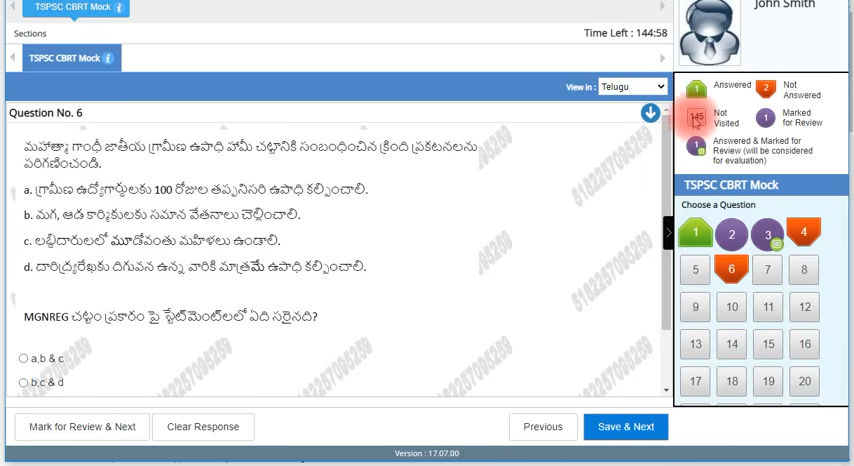 TSPSC CBRT Mock i
John Smith
Sections
Time Left : 144:58
TSPSC CBRT Mock i
View in : Telugu
Question No. 6
మహాత్మా గాంధీ జాతీయ గ్రామీణ ఉపాధి హామీ చట్టానికి సంబంధించిన క్రింది ప్రకటనలను
పరిగణించండి.
a. గ్రామీణ ఉద్యోగార్థులకు 100 రోజుల తప్పనిసరి ఉపాధి కల్పించాలి.
b. మగ, ఆడ కార్మికులకు సమాన వేతనాలు చెల్లించాలి.
c. లబ్ధిదారులలో మూడోవంతు మహిళలు ఉండాలి.
d. దారిద్ర్యరేఖకు దిగువన ఉన్న వారికి మాత్రమే ఉపాధి కల్పించాలి.
MGNREG చట్టం ప్రకారం పై స్టేట్‌మెంట్‌లలో ఏది సరైనది?
a,b & c
b,c & d
Mark for Review & Next
Clear Response
Previous
Save & Next
1 Answered
2 Not Answered
145 Not Visited
1 Marked for Review
1 Answered & Marked for
Review (will be considered
for evaluation)
TSPSC CBRT Mock
Choose a Question
1 2 3 4
5 6 7 8
9 10 11 12
13 14 15 16
17 18 19 20
Version : 17.07.00